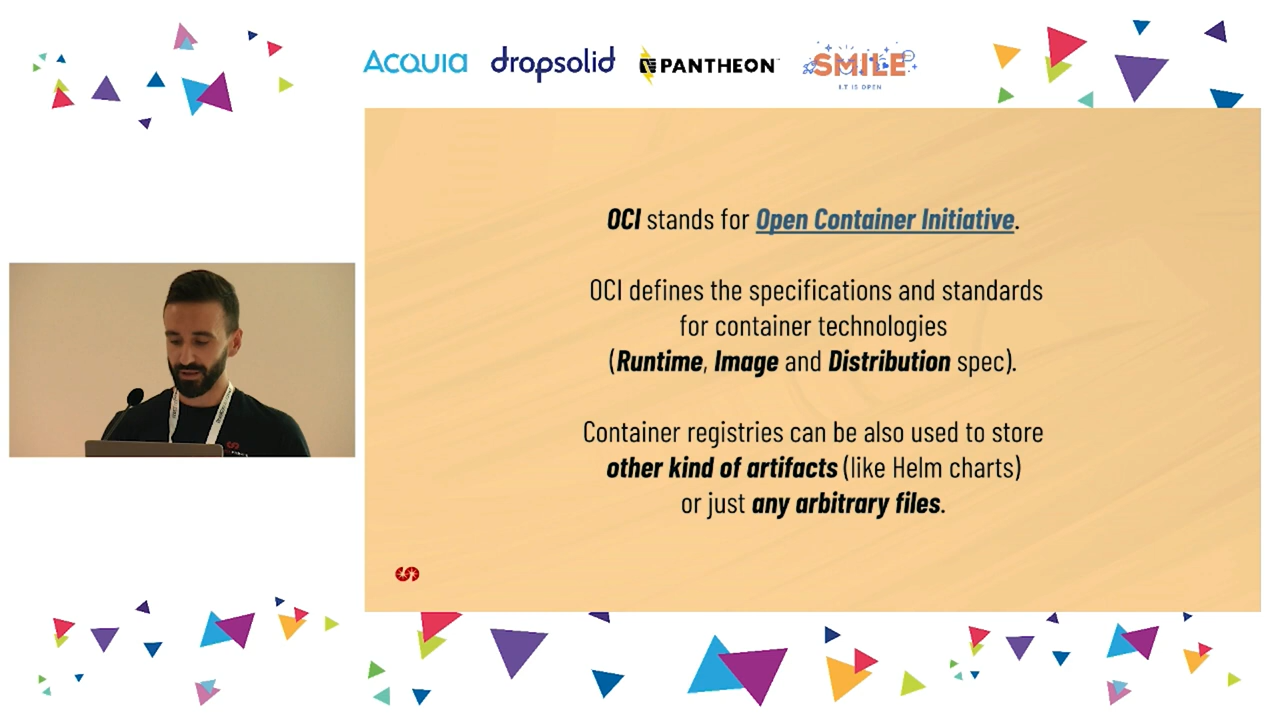 Acquia
dropsolid
PANTHEON
SMILE
I.T IS OPEN
OCI stands for Open Container Initiative.
OCI defines the specifications and standards
for container technologies
(Runtime, Image and Distribution spec).
Container registries can be also used to store
other kind of artifacts (like Helm charts)
or just any arbitrary files.